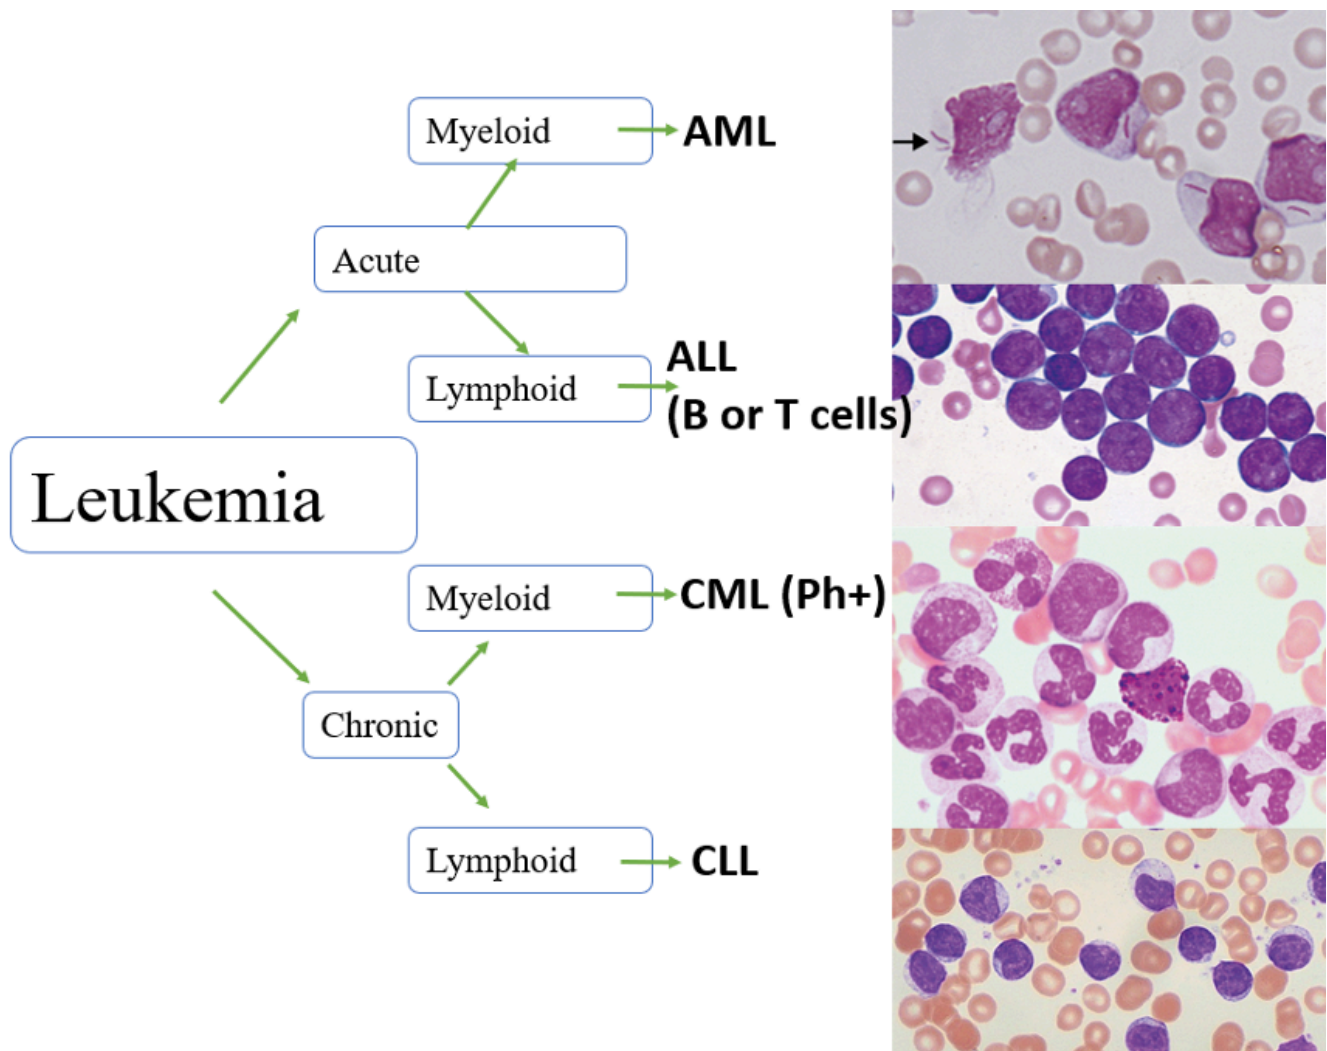 Myeloid
AML
Acute
Lymphoid
ALL
(B or T cells)
Leukemia
Myeloid
CML (Ph+)
Chronic
Lymphoid
CLL